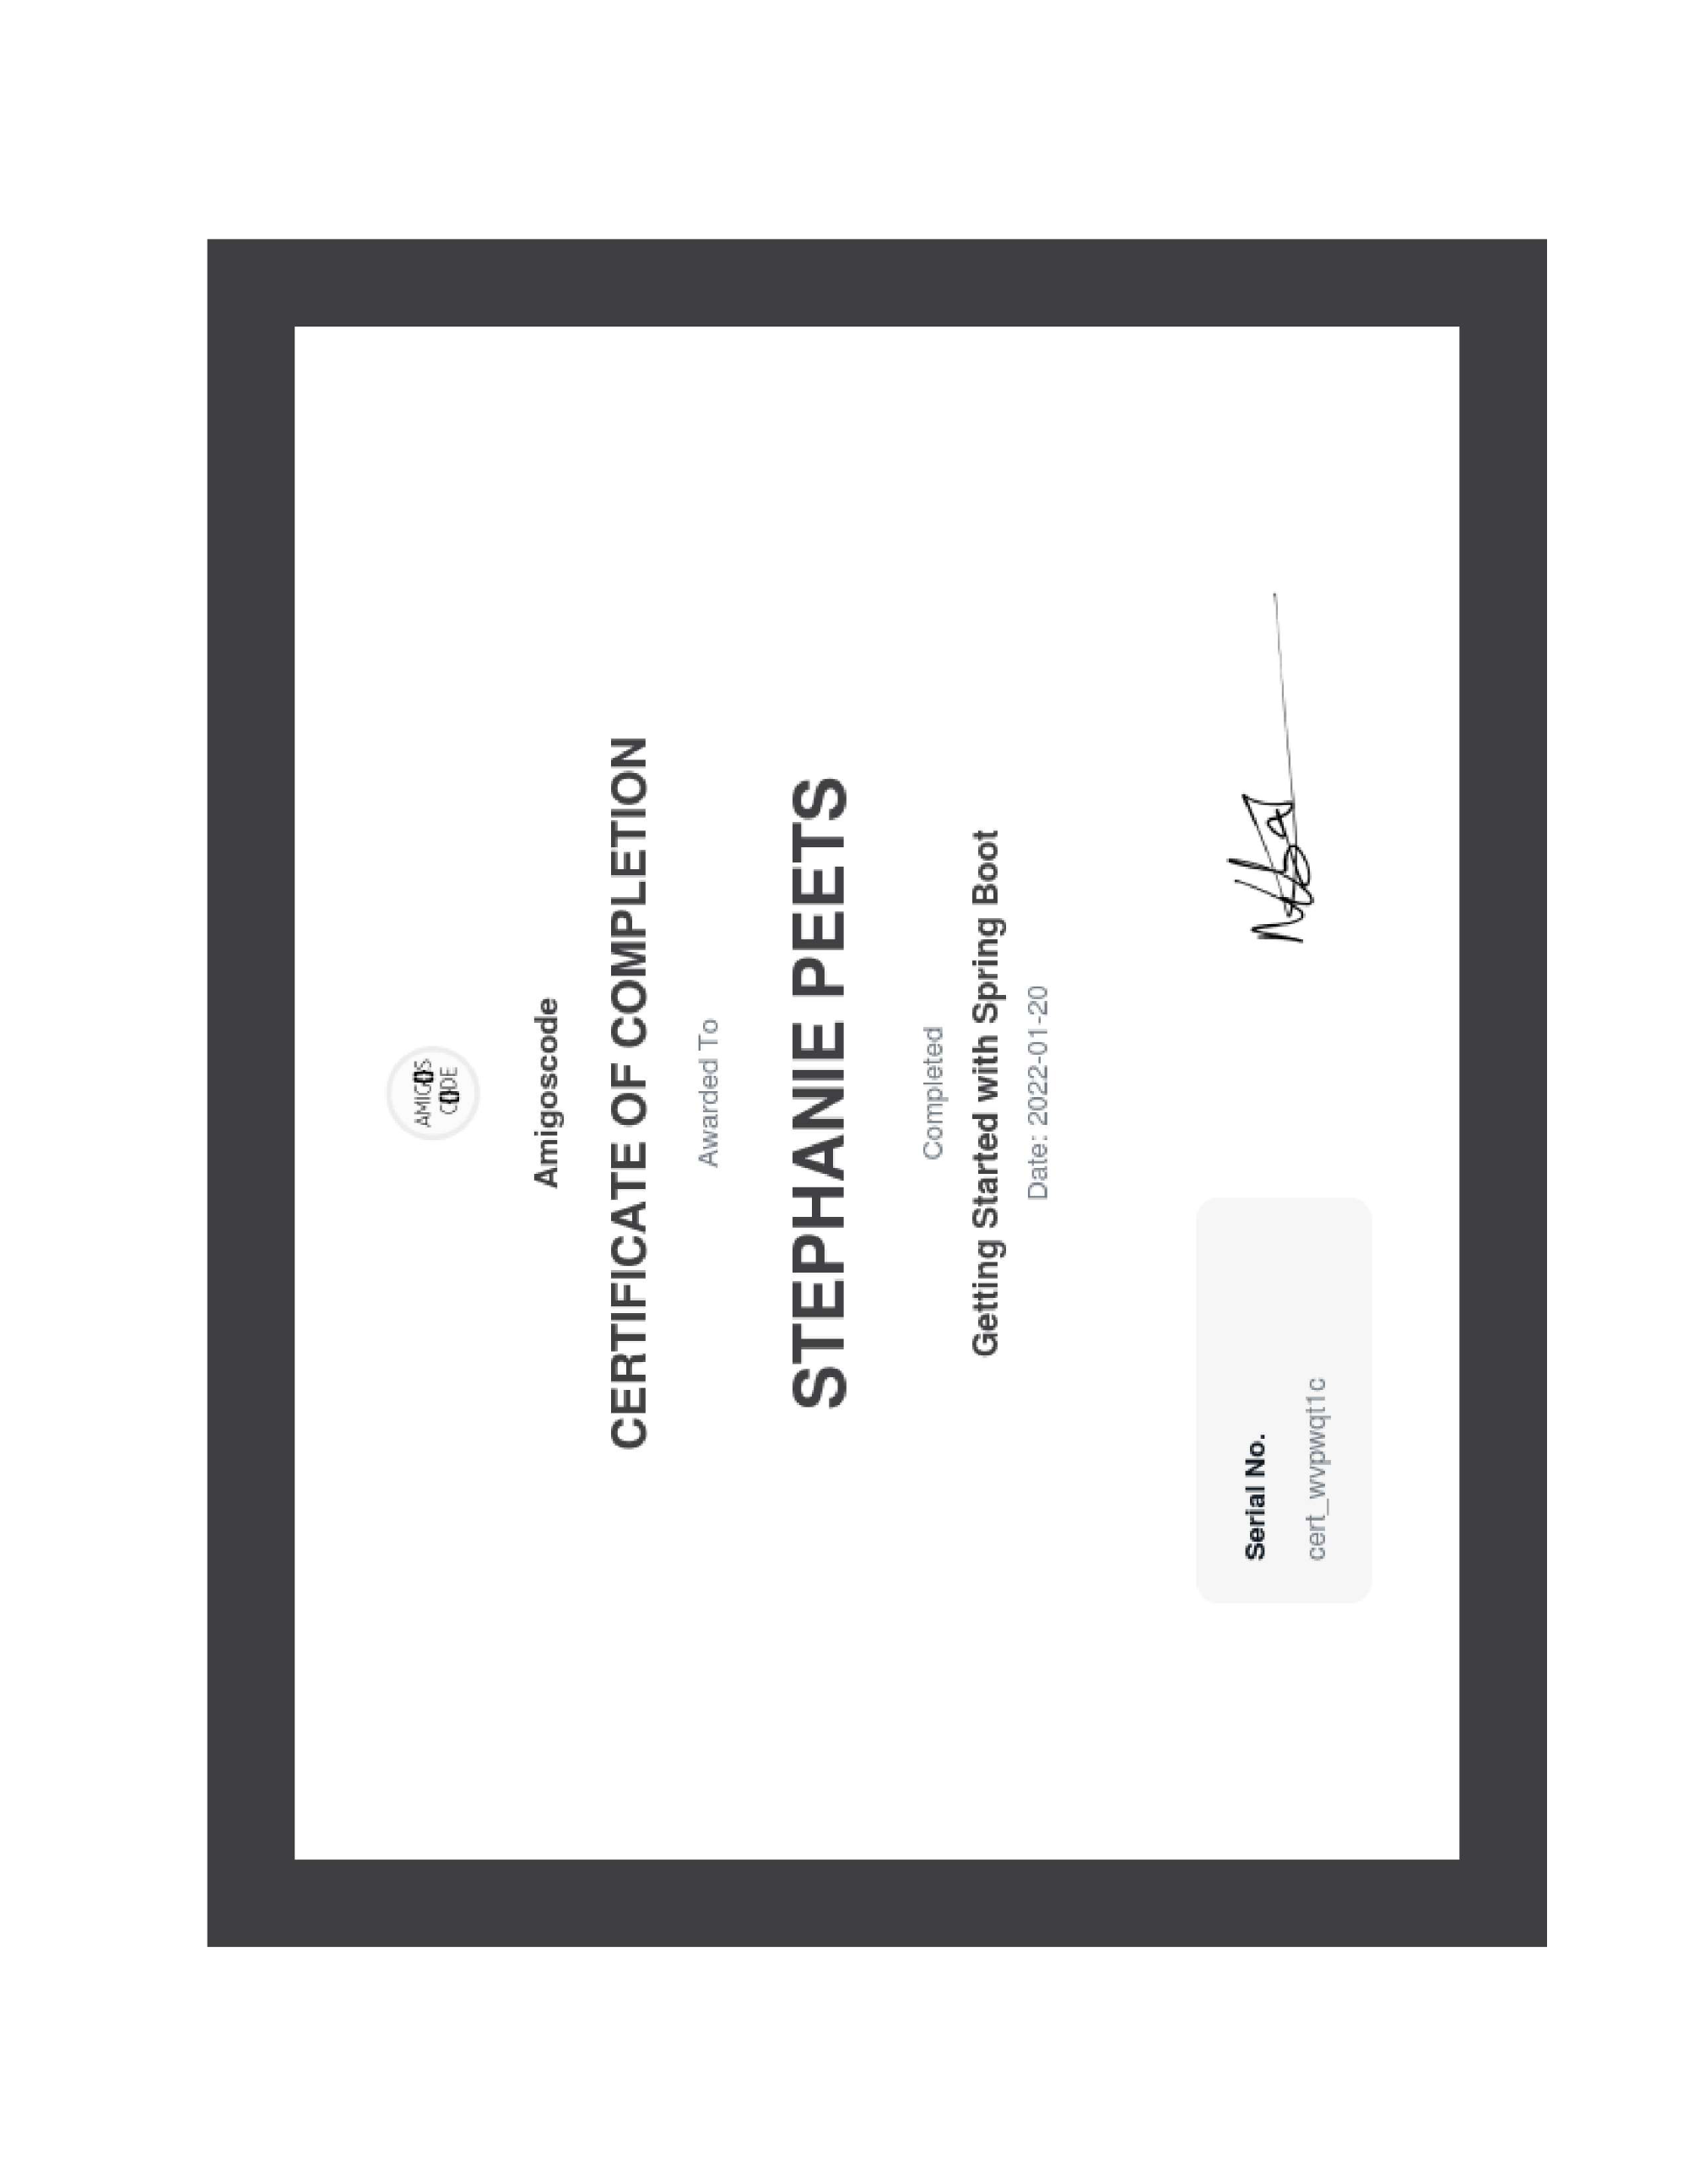 AMIGOS
CODE
Amigoscode
CERTIFICATE OF COMPLETION
Awarded To
STEPHANIE PEETS
Completed
Getting Started with Spring Boot
Date: 2022-01-20
Serial No.
cert_wvpwqt1c